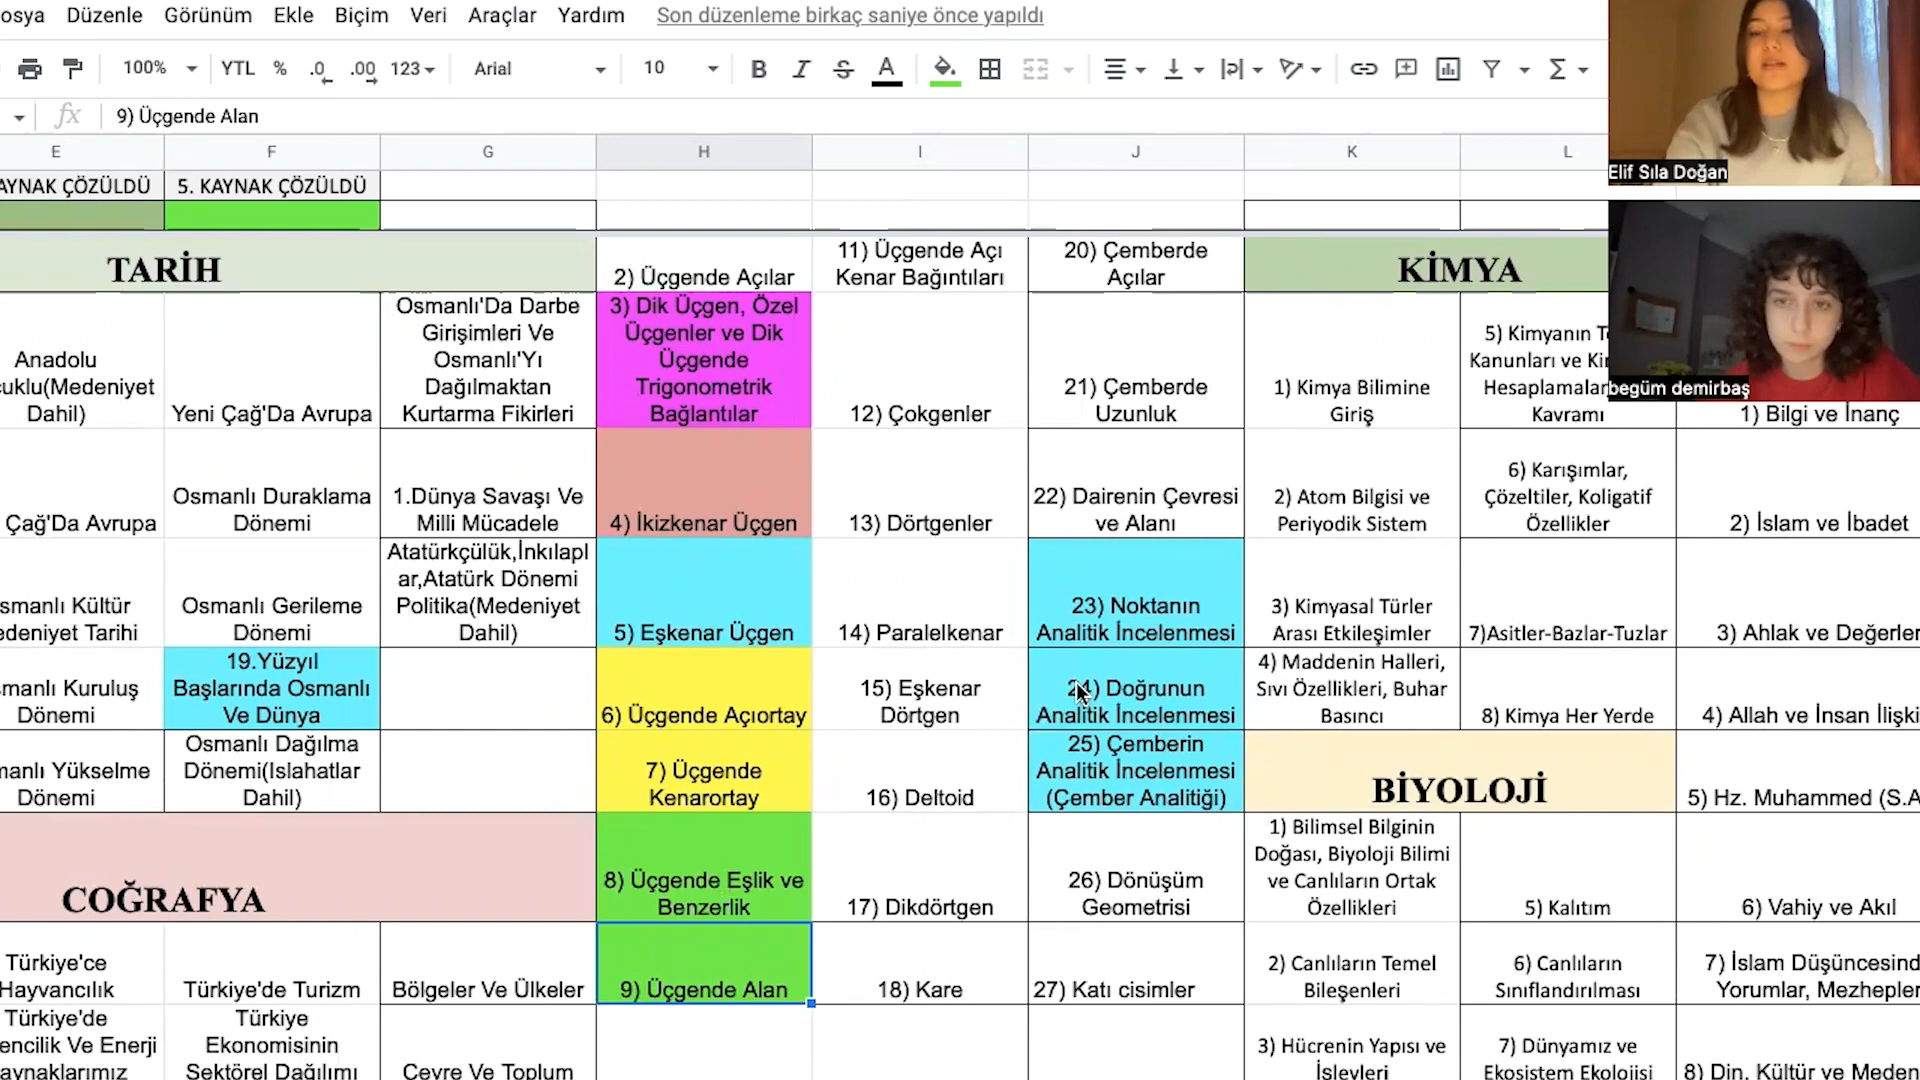 osya Düzenle Görünüm Ekle Biçim Veri Araçlar Yardım Son düzenleme birkaç saniye önce yapıldı
100% YTL % .0 .00 123 Arial 10 B I S A Σ
fx 9) Üçgende Alan
E F G H I J K L
AYNAK ÇÖZÜLDÜ 5. KAYNAK ÇÖZÜLDÜ
TARİH
2) Üçgende Açılar
11) Üçgende Açı
Kenar Bağıntıları
20) Çemberde
Açılar
KİMYA
Anadolu
uklu(Medeniyet
Dahil)
Yeni Çağ'Da Avrupa
Osmanlı'Da Darbe
Girişimleri Ve
Osmanlı'Yı
Dağılmaktan
Kurtarma Fikirleri
3) Dik Üçgen, Özel
Üçgenler ve Dik
Üçgende
Trigonometrik
Bağlantılar
12) Çokgenler
21) Çemberde
Uzunluk
1) Kimya Bilimine
Giriş
5) Kimyanın T
Kanunları ve Ki
Hesaplamalar
Kavramı
1) Bilgi ve İnanç
Çağ'Da Avrupa
Osmanlı Duraklama
Dönemi
1.Dünya Savaşı Ve
Milli Mücadele
4) İkizkenar Üçgen
13) Dörtgenler
22) Dairenin Çevresi
ve Alanı
2) Atom Bilgisi ve
Periyodik Sistem
6) Karışımlar,
Çözeltiler, Koligatif
Özellikler
2) İslam ve İbadet
smanlı Kültür
edeniyet Tarihi
Osmanlı Gerileme
Dönemi
Atatürkçülük,İnkılapl
ar,Atatürk Dönemi
Politika(Medeniyet
Dahil)
5) Eşkenar Üçgen
14) Paralelkenar
23) Noktanın
Analitik İncelenmesi
3) Kimyasal Türler
Arası Etkileşimler
7)Asitler-Bazlar-Tuzlar
3) Ahlak ve Değerler
manlı Kuruluş
Dönemi
19.Yüzyıl
Başlarında Osmanlı
Ve Dünya
6) Üçgende Açıortay
15) Eşkenar
Dörtgen
24) Doğrunun
Analitik İncelenmesi
4) Maddenin Halleri,
Sıvı Özellikleri, Buhar
Basıncı
8) Kimya Her Yerde
4) Allah ve İnsan İlişki
manlı Yükselme
Dönemi
Osmanlı Dağılma
Dönemi(Islahatlar
Dahil)
7) Üçgende
Kenarortay
16) Deltoid
25) Çemberin
Analitik İncelenmesi
(Çember Analitiği)
BİYOLOJİ
5) Hz. Muhammed (S.A
COĞRAFYA
8) Üçgende Eşlik ve
Benzerlik
17) Dikdörtgen
26) Dönüşüm
Geometrisi
1) Bilimsel Bilginin
Doğası, Biyoloji Bilimi
ve Canlıların Ortak
Özellikleri
5) Kalıtım
6) Vahiy ve Akıl
Türkiye'ce
Hayvancılık
Türkiye'de Turizm
Bölgeler Ve Ülkeler
9) Üçgende Alan
18) Kare
27) Katı cisimler
2) Canlıların Temel
Bileşenleri
6) Canlıların
Sınıflandırılması
7) İslam Düşüncesind
Yorumlar, Mezhepler
Türkiye'de
encilik Ve Enerji
aynaklarımız
Türkiye
Ekonomisinin
Sektörel Dağılımı
Çevre Ve Toplum
3) Hücrenin Yapısı ve
İşlevleri
7) Dünyamız ve
Ekosistem Ekolojisi
8) Din, Kültür ve Meden
Elif Sıla Doğan
begüm demirbaş